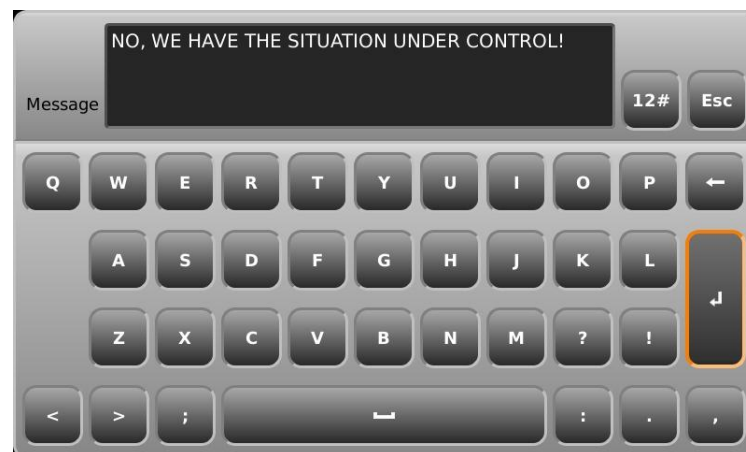 NO, WE HAVE THE SITUATION UNDER CONTROL!
Message
12# Esc
Q W E R T Y U I O P ←
A S D F G H J K L
↲
Z X C V B N M ? !
< > ; ␣ : . ,